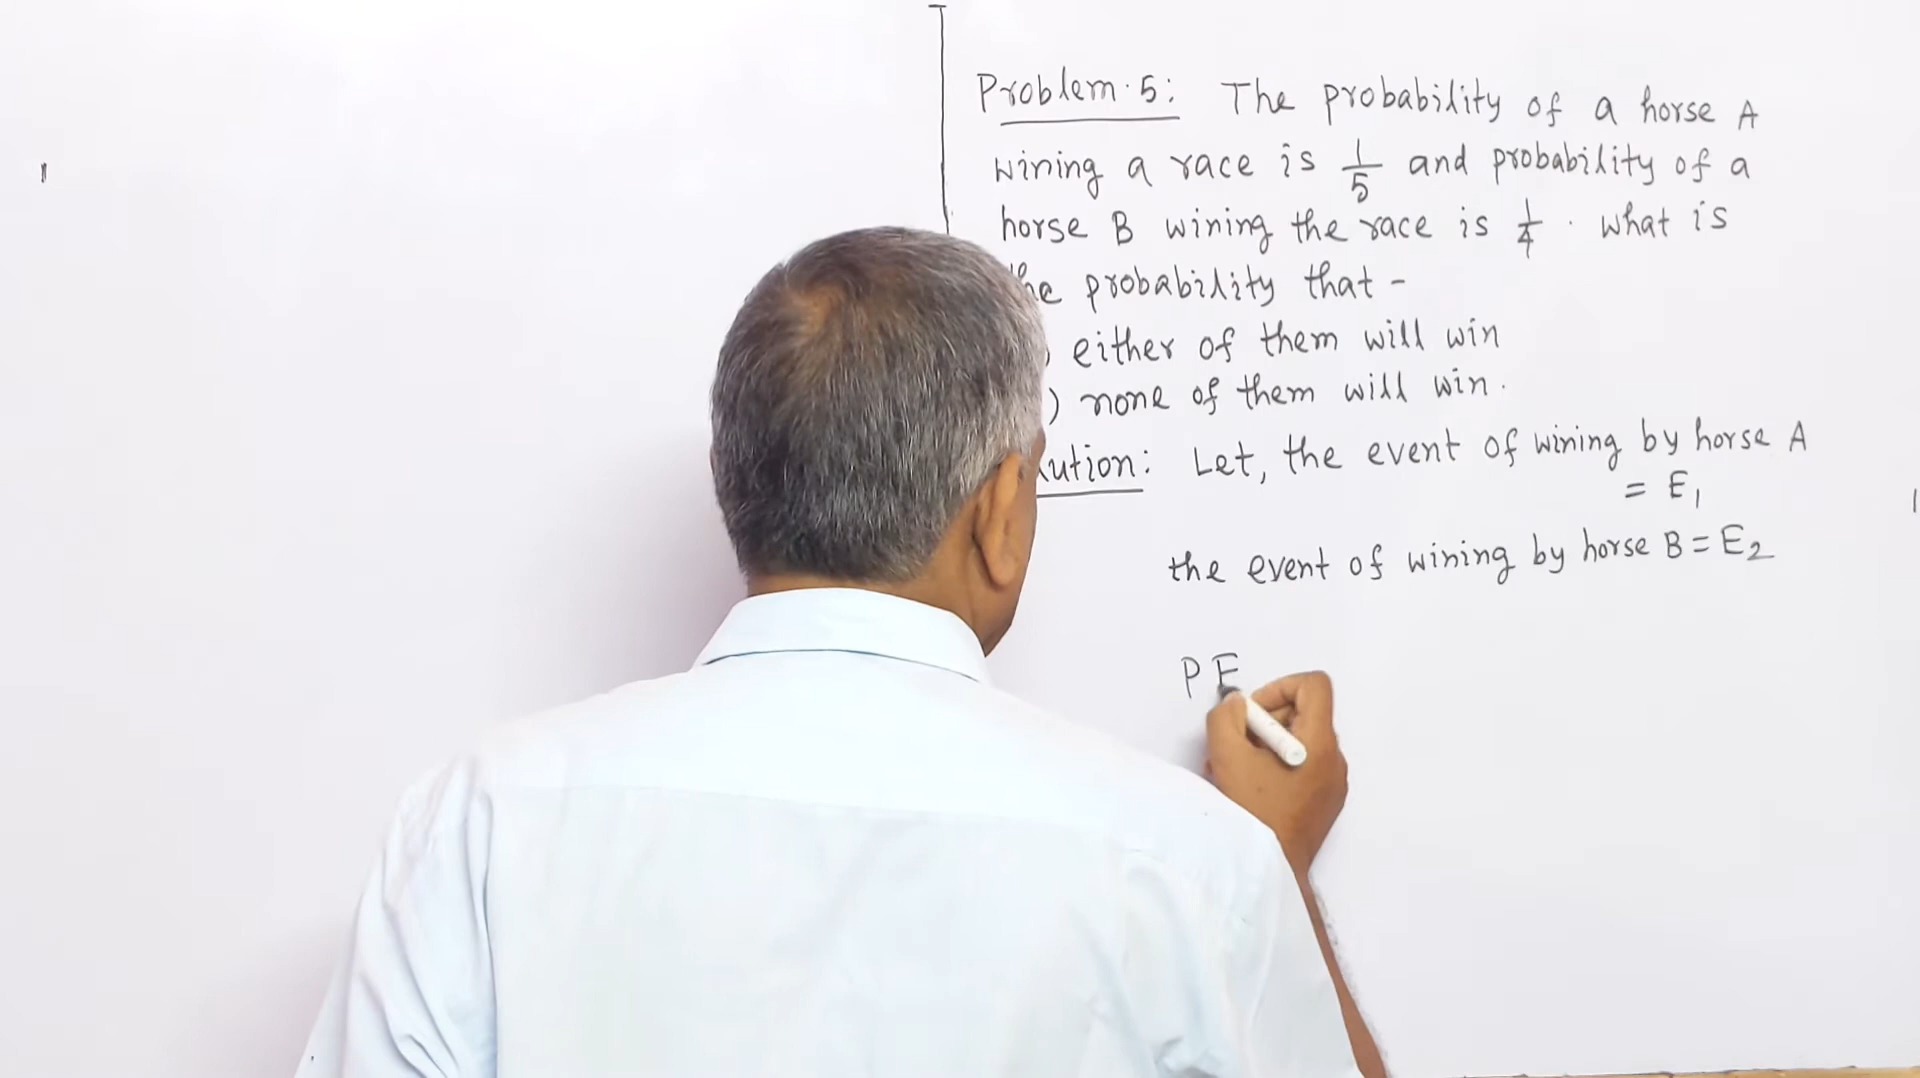 Problem·5: The probability of a horse A
wining a race is 1/5 and probability of a
horse B wining the race is 1/4 . what is
probability that -
) either of them will win
) none of them will win.
Let, the event of wining by horse A
= E1
the event of wining by horse B = E2
P E